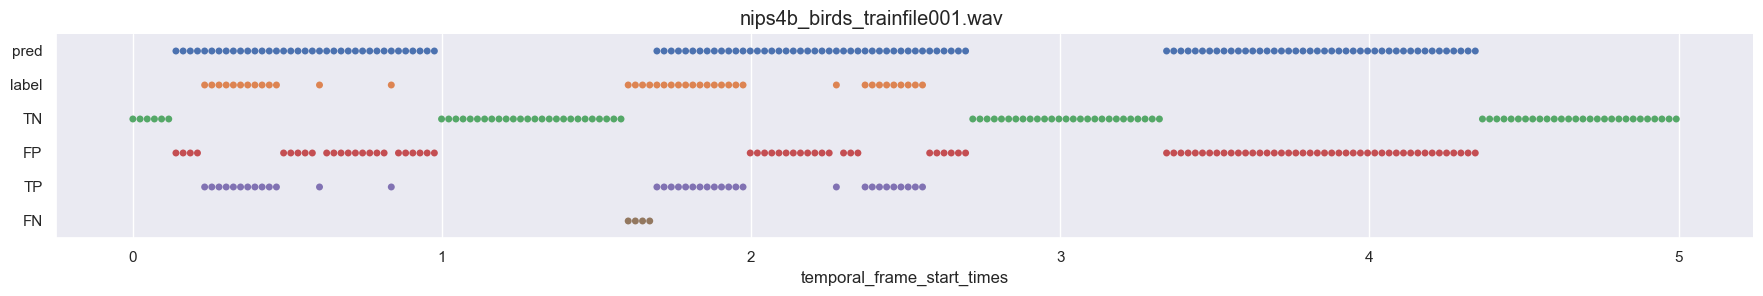 nips4b_birds_trainfile001.wav
pred
label
TN
FP
TP
FN
0 1 2 3 4 5
temporal_frame_start_times